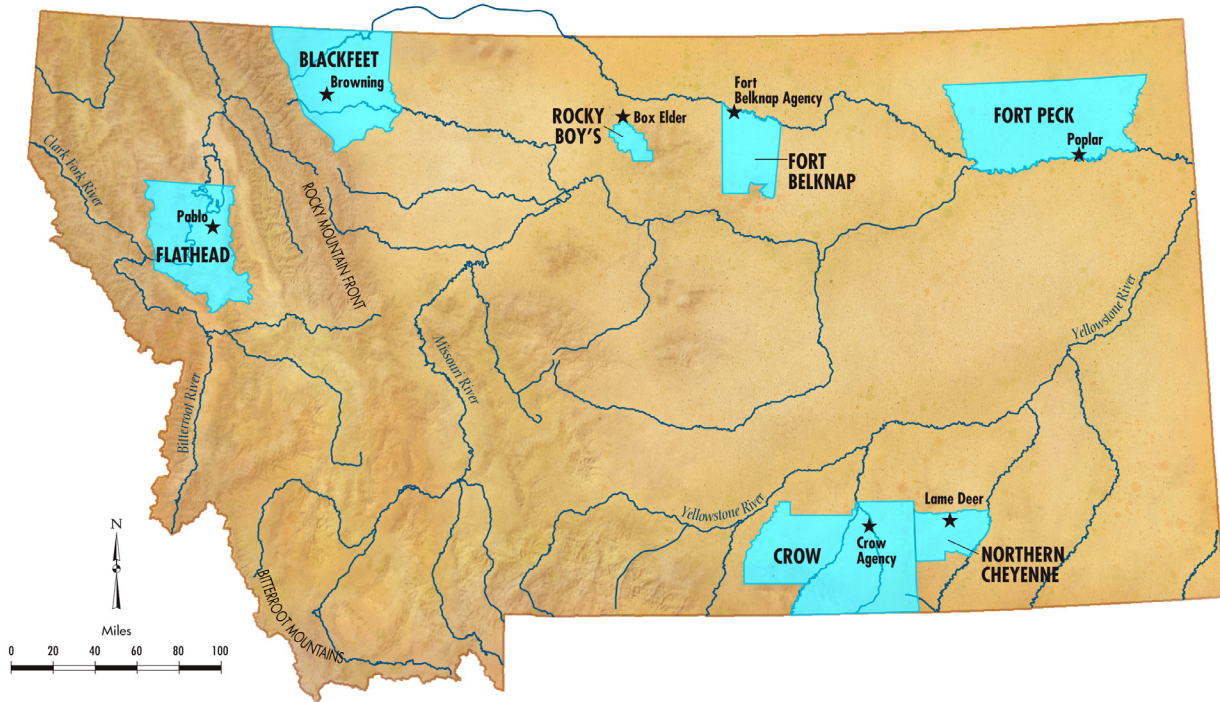 BLACKFEET
Browning
ROCKY
BOY'S
Box Elder
Fort
Belknap Agency
FORT
BELKNAP
FORT PECK
Poplar
Clark Fork River
Pablo
FLATHEAD
ROCKY MOUNTAIN FRONT
Missouri River
Bitterroot River
Yellowstone River
Yellowstone River
BITTERROOT MOUNTAINS
CROW
Crow
Agency
Lame Deer
NORTHERN
CHEYENNE
N
Miles
0 20 40 60 80 100